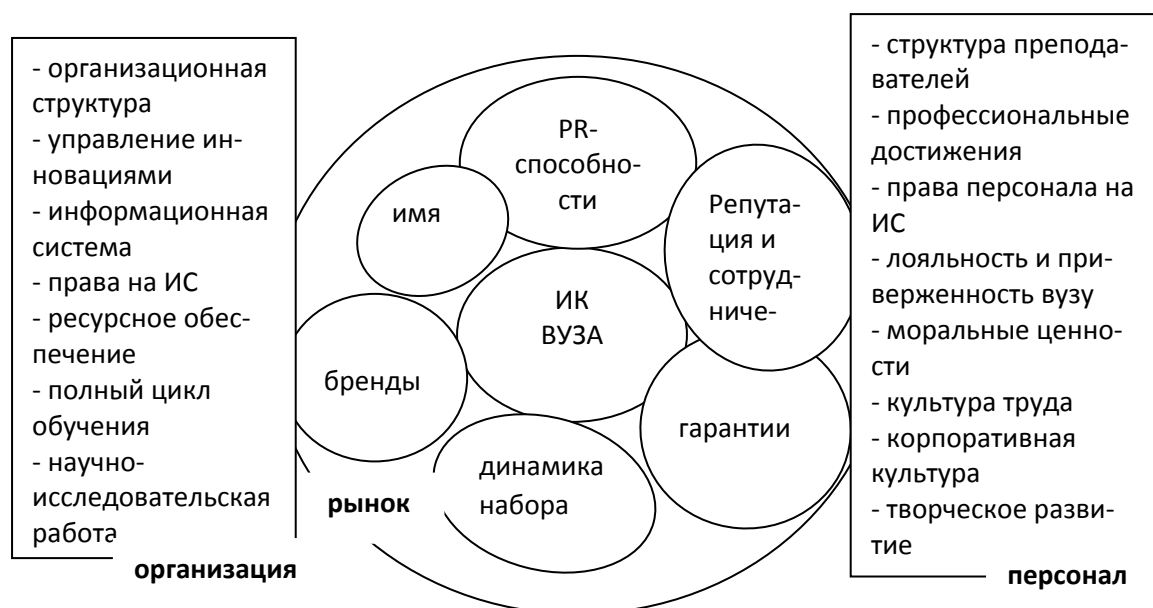 - организационная
структура
- управление ин-
новациями
- информационная
система
- права на ИС
- ресурсное обес-
печение
- полный цикл
обучения
- научно-
исследовательская
работа
организация
PR-
способно-
сти
имя
Репута-
ция и
сотруд-
ниче-
ИК
ВУЗА
бренды
гарантии
динамика
набора
рынок
- структура препода-
вателей
- профессиональные
достижения
- права персонала на
ИС
- лояльность и при-
верженность вузу
- моральные ценно-
сти
- культура труда
- корпоративная
культура
- творческое разви-
тие
персонал